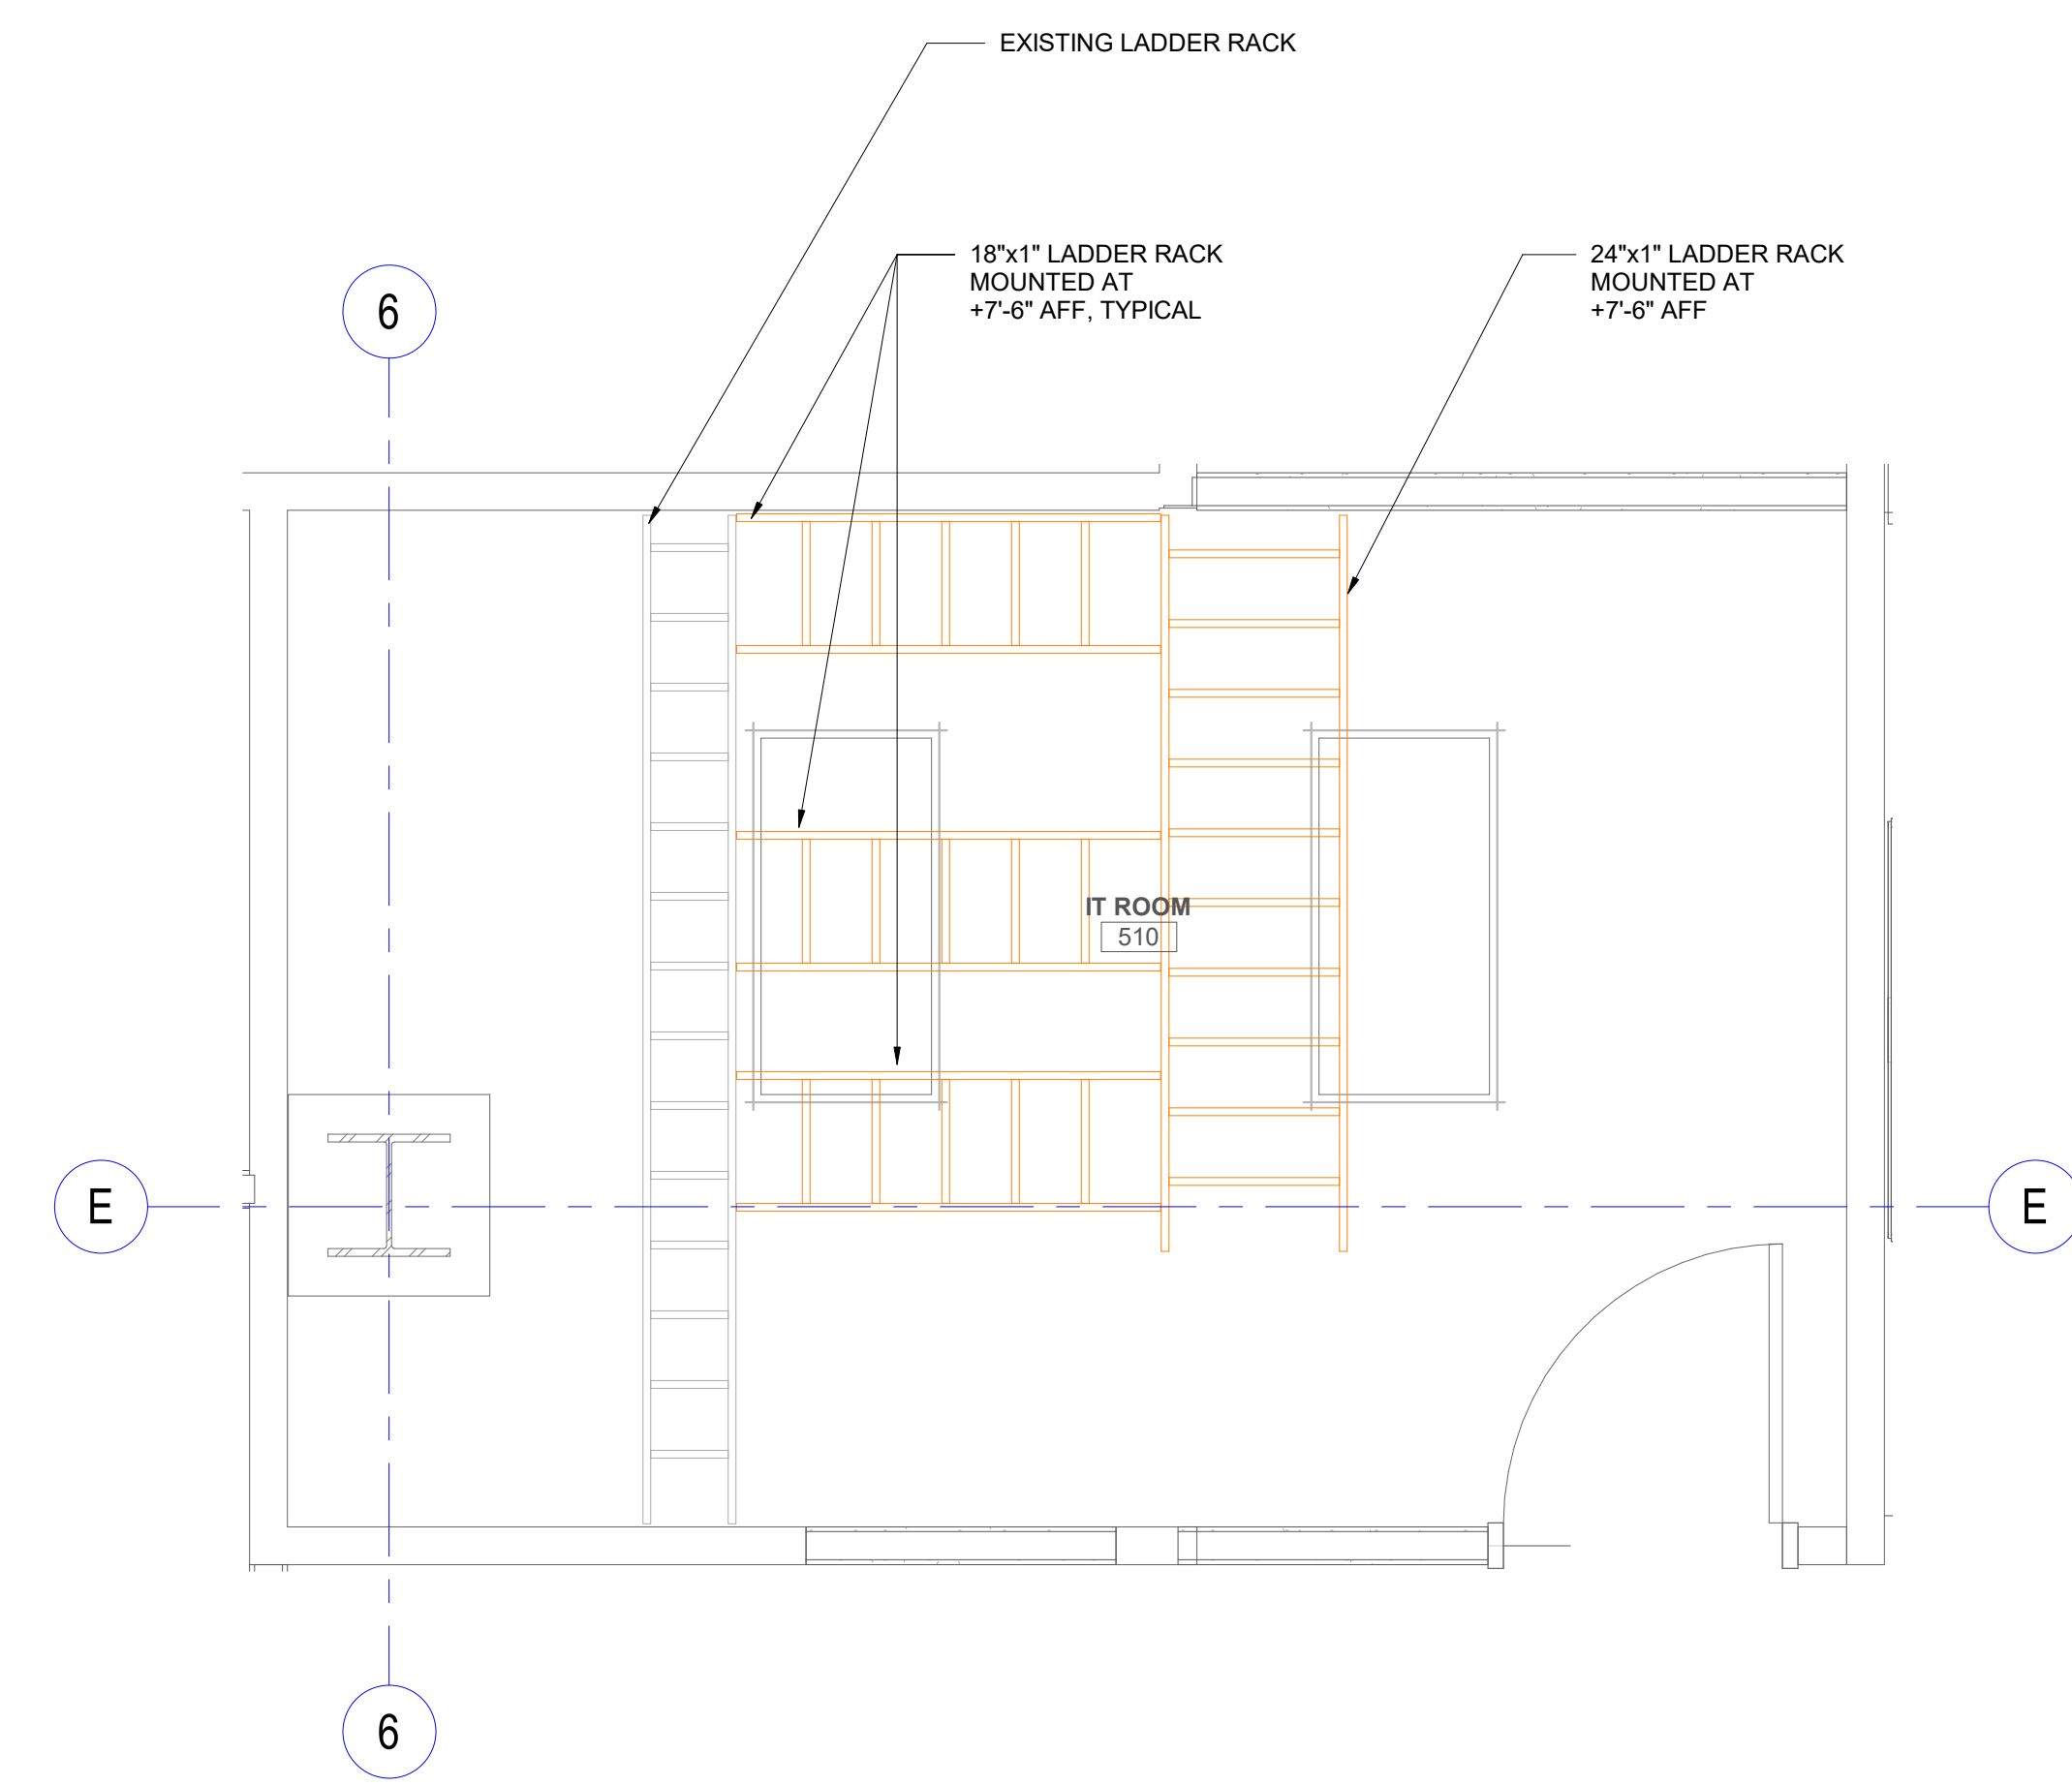 EXISTING LADDER RACK
18"x1" LADDER RACK
MOUNTED AT
+7'-6" AFF, TYPICAL
24"x1" LADDER RACK
MOUNTED AT
+7'-6" AFF
6
IT ROOM
510
E
E
6